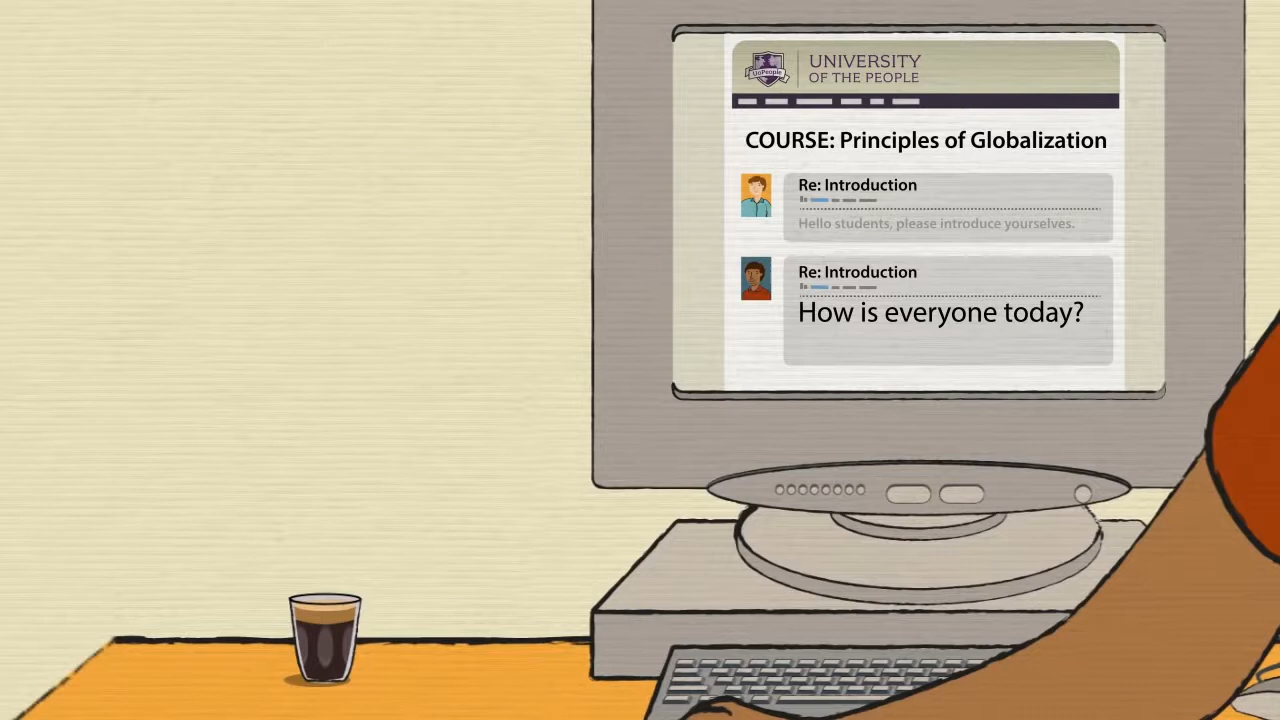 UoPeople
UNIVERSITY
OF THE PEOPLE
COURSE: Principles of Globalization
Re: Introduction
Hello students, please introduce yourselves.
Re: Introduction
How is everyone today?